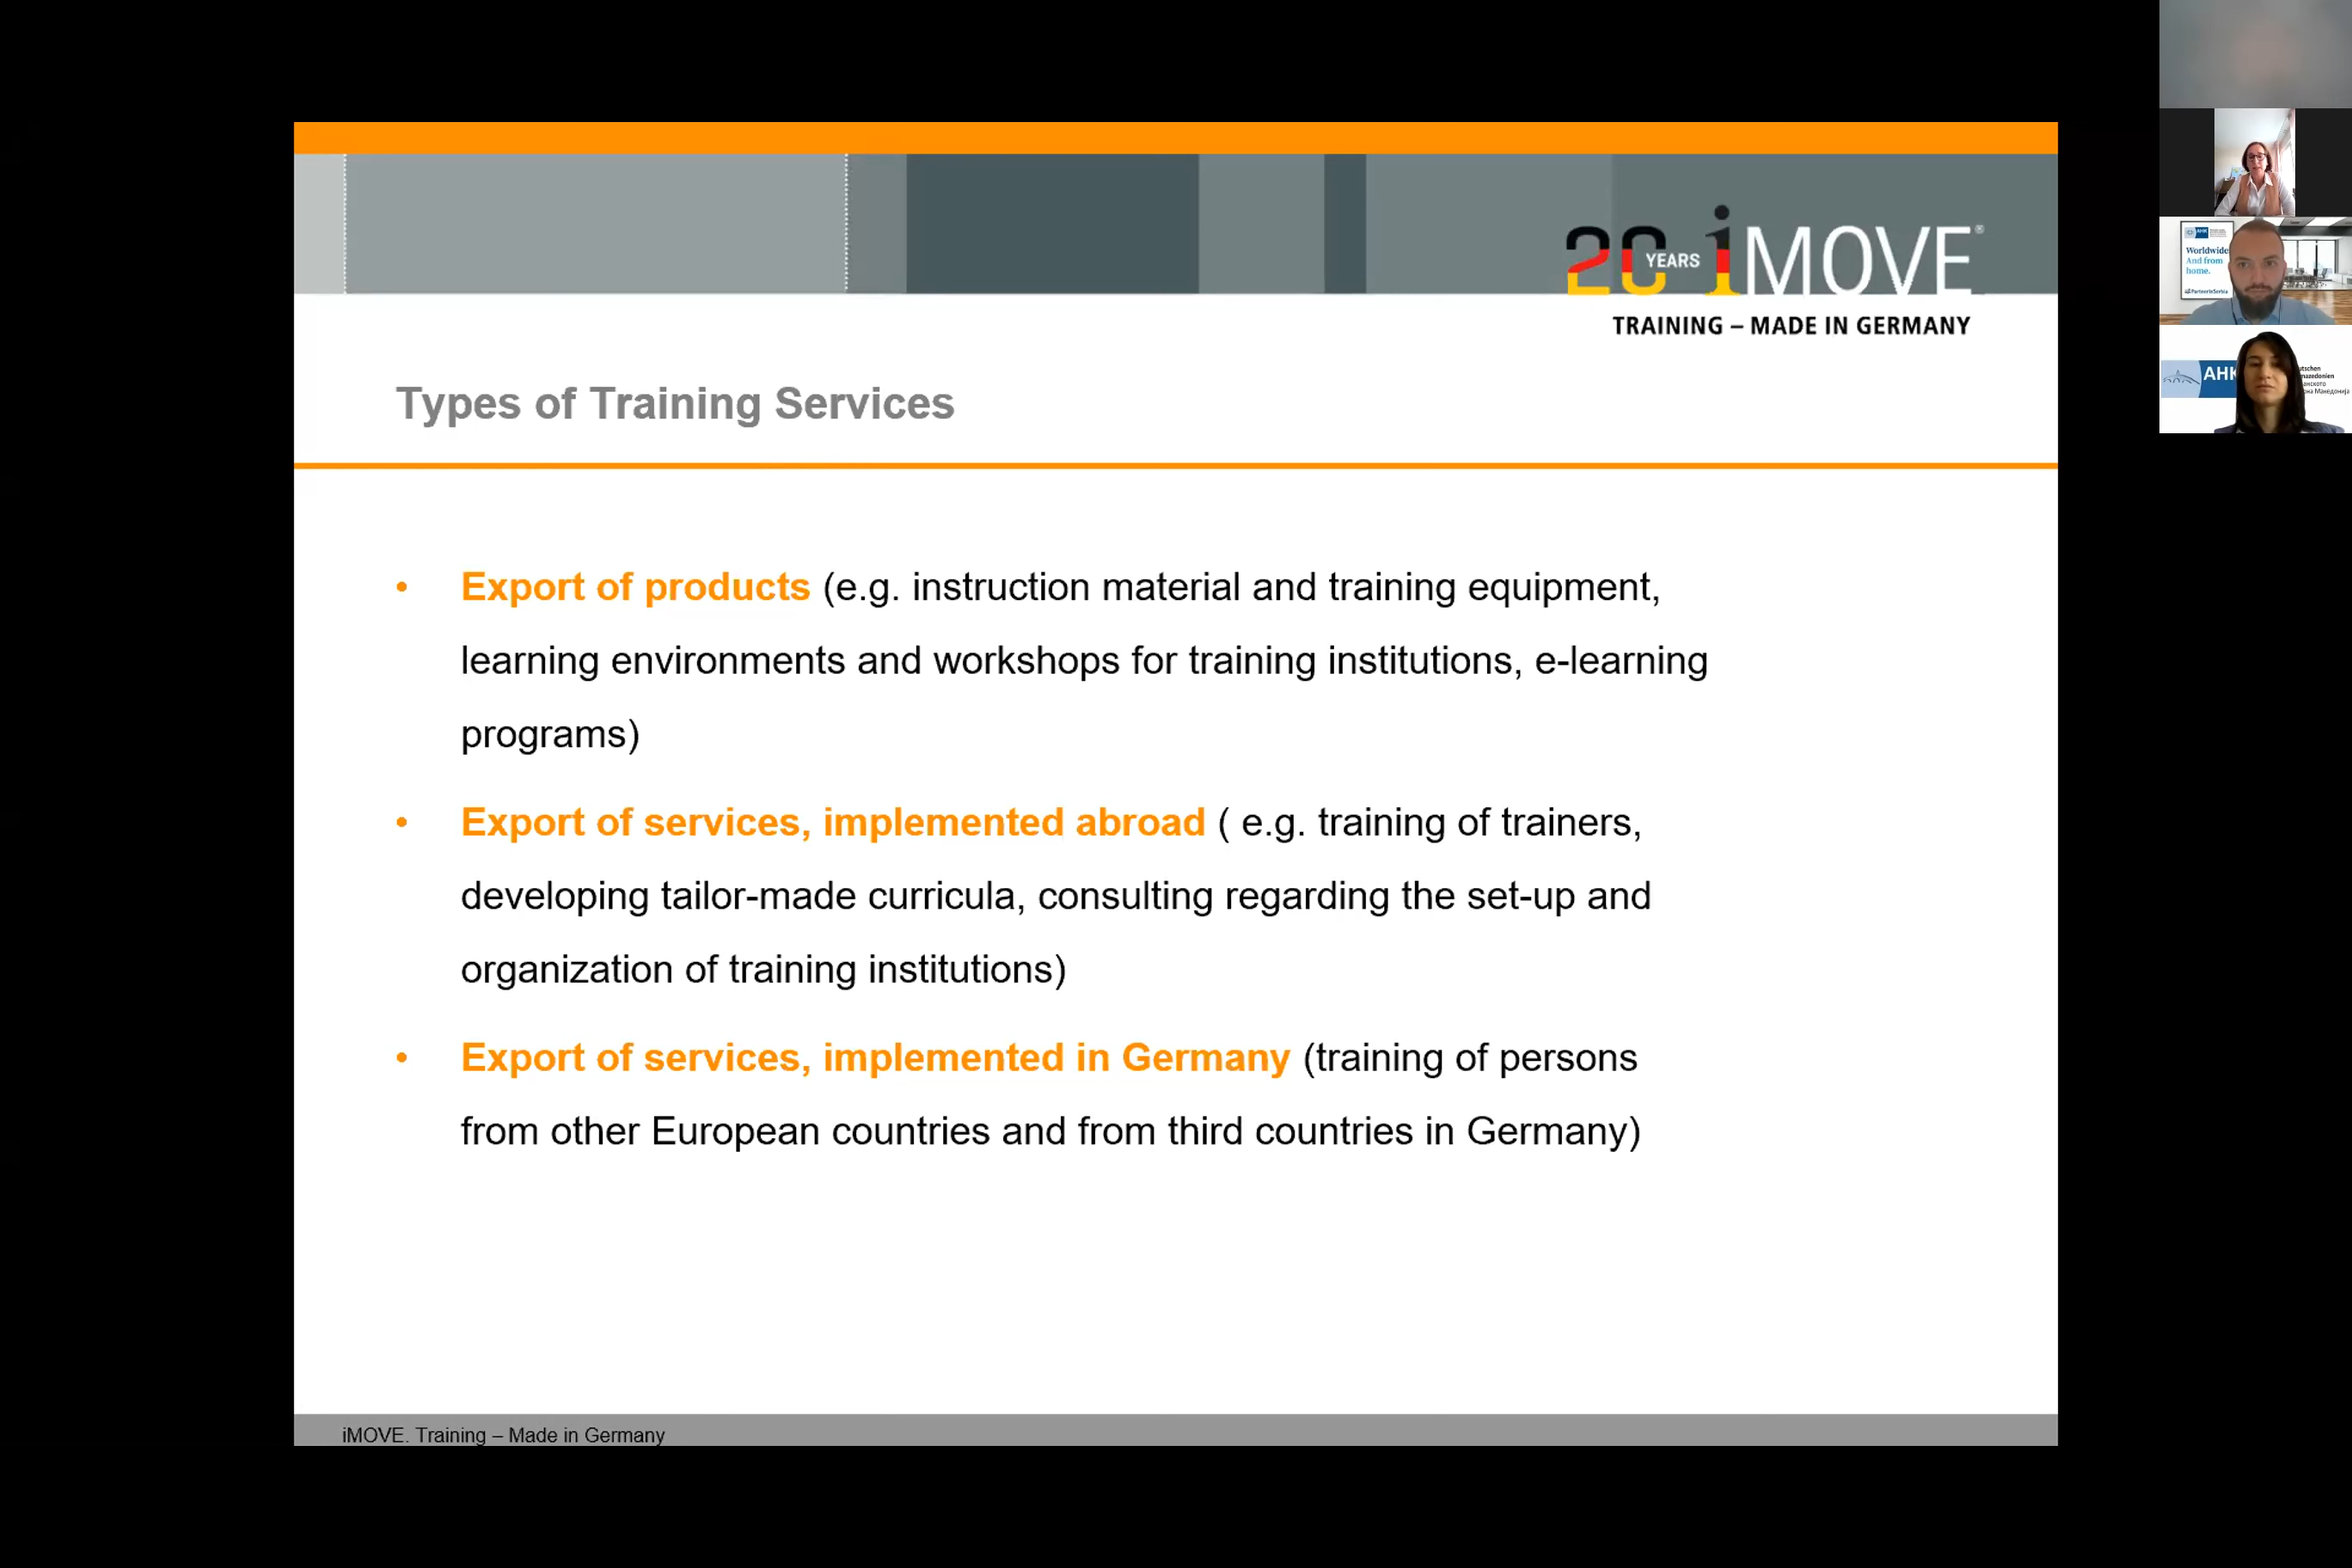 20 YEARS iMOVE®
TRAINING – MADE IN GERMANY
Types of Training Services
• Export of products (e.g. instruction material and training equipment,
learning environments and workshops for training institutions, e-learning
programs)
• Export of services, implemented abroad ( e.g. training of trainers,
developing tailor-made curricula, consulting regarding the set-up and
organization of training institutions)
• Export of services, implemented in Germany (training of persons
from other European countries and from third countries in Germany)
iMOVE. Training – Made in Germany
AHK
Worldwide
And from
home.
AHK